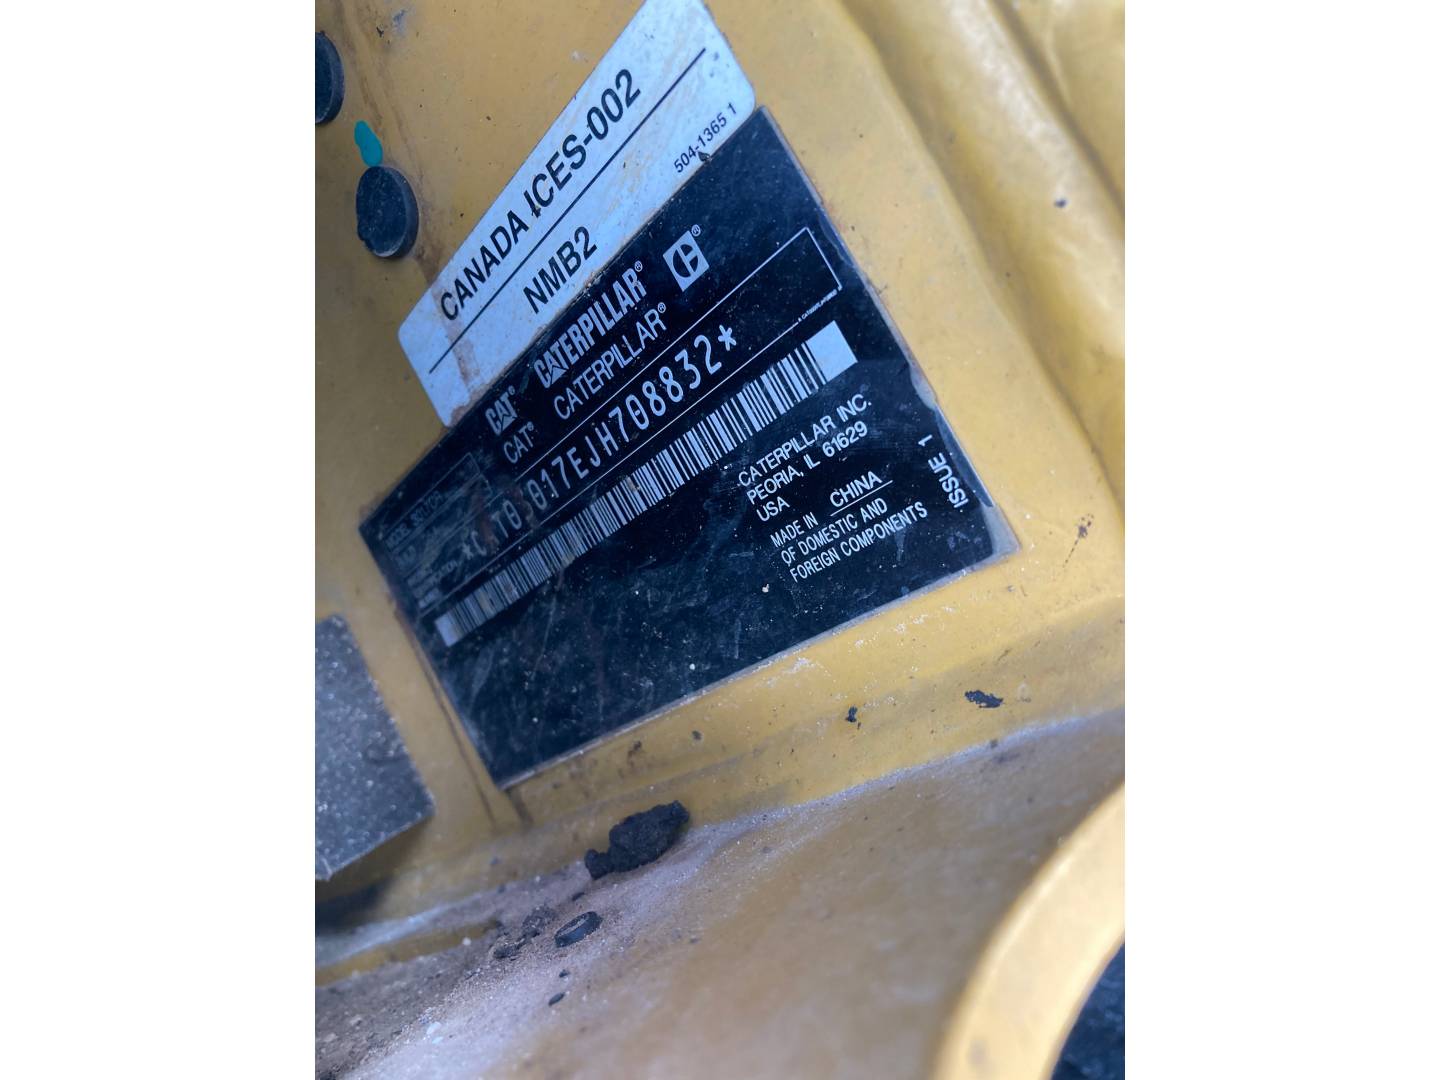 CANADA ICES-002
NMB2
504-1365 1
CAT® CATERPILLAR® C®
CAT® CATERPILLAR®
017EJH708832*
CATERPILLAR INC.
PEORIA, IL 61629
USA
MADE IN CHINA
OF DOMESTIC AND
FOREIGN COMPONENTS
ISSUE 1